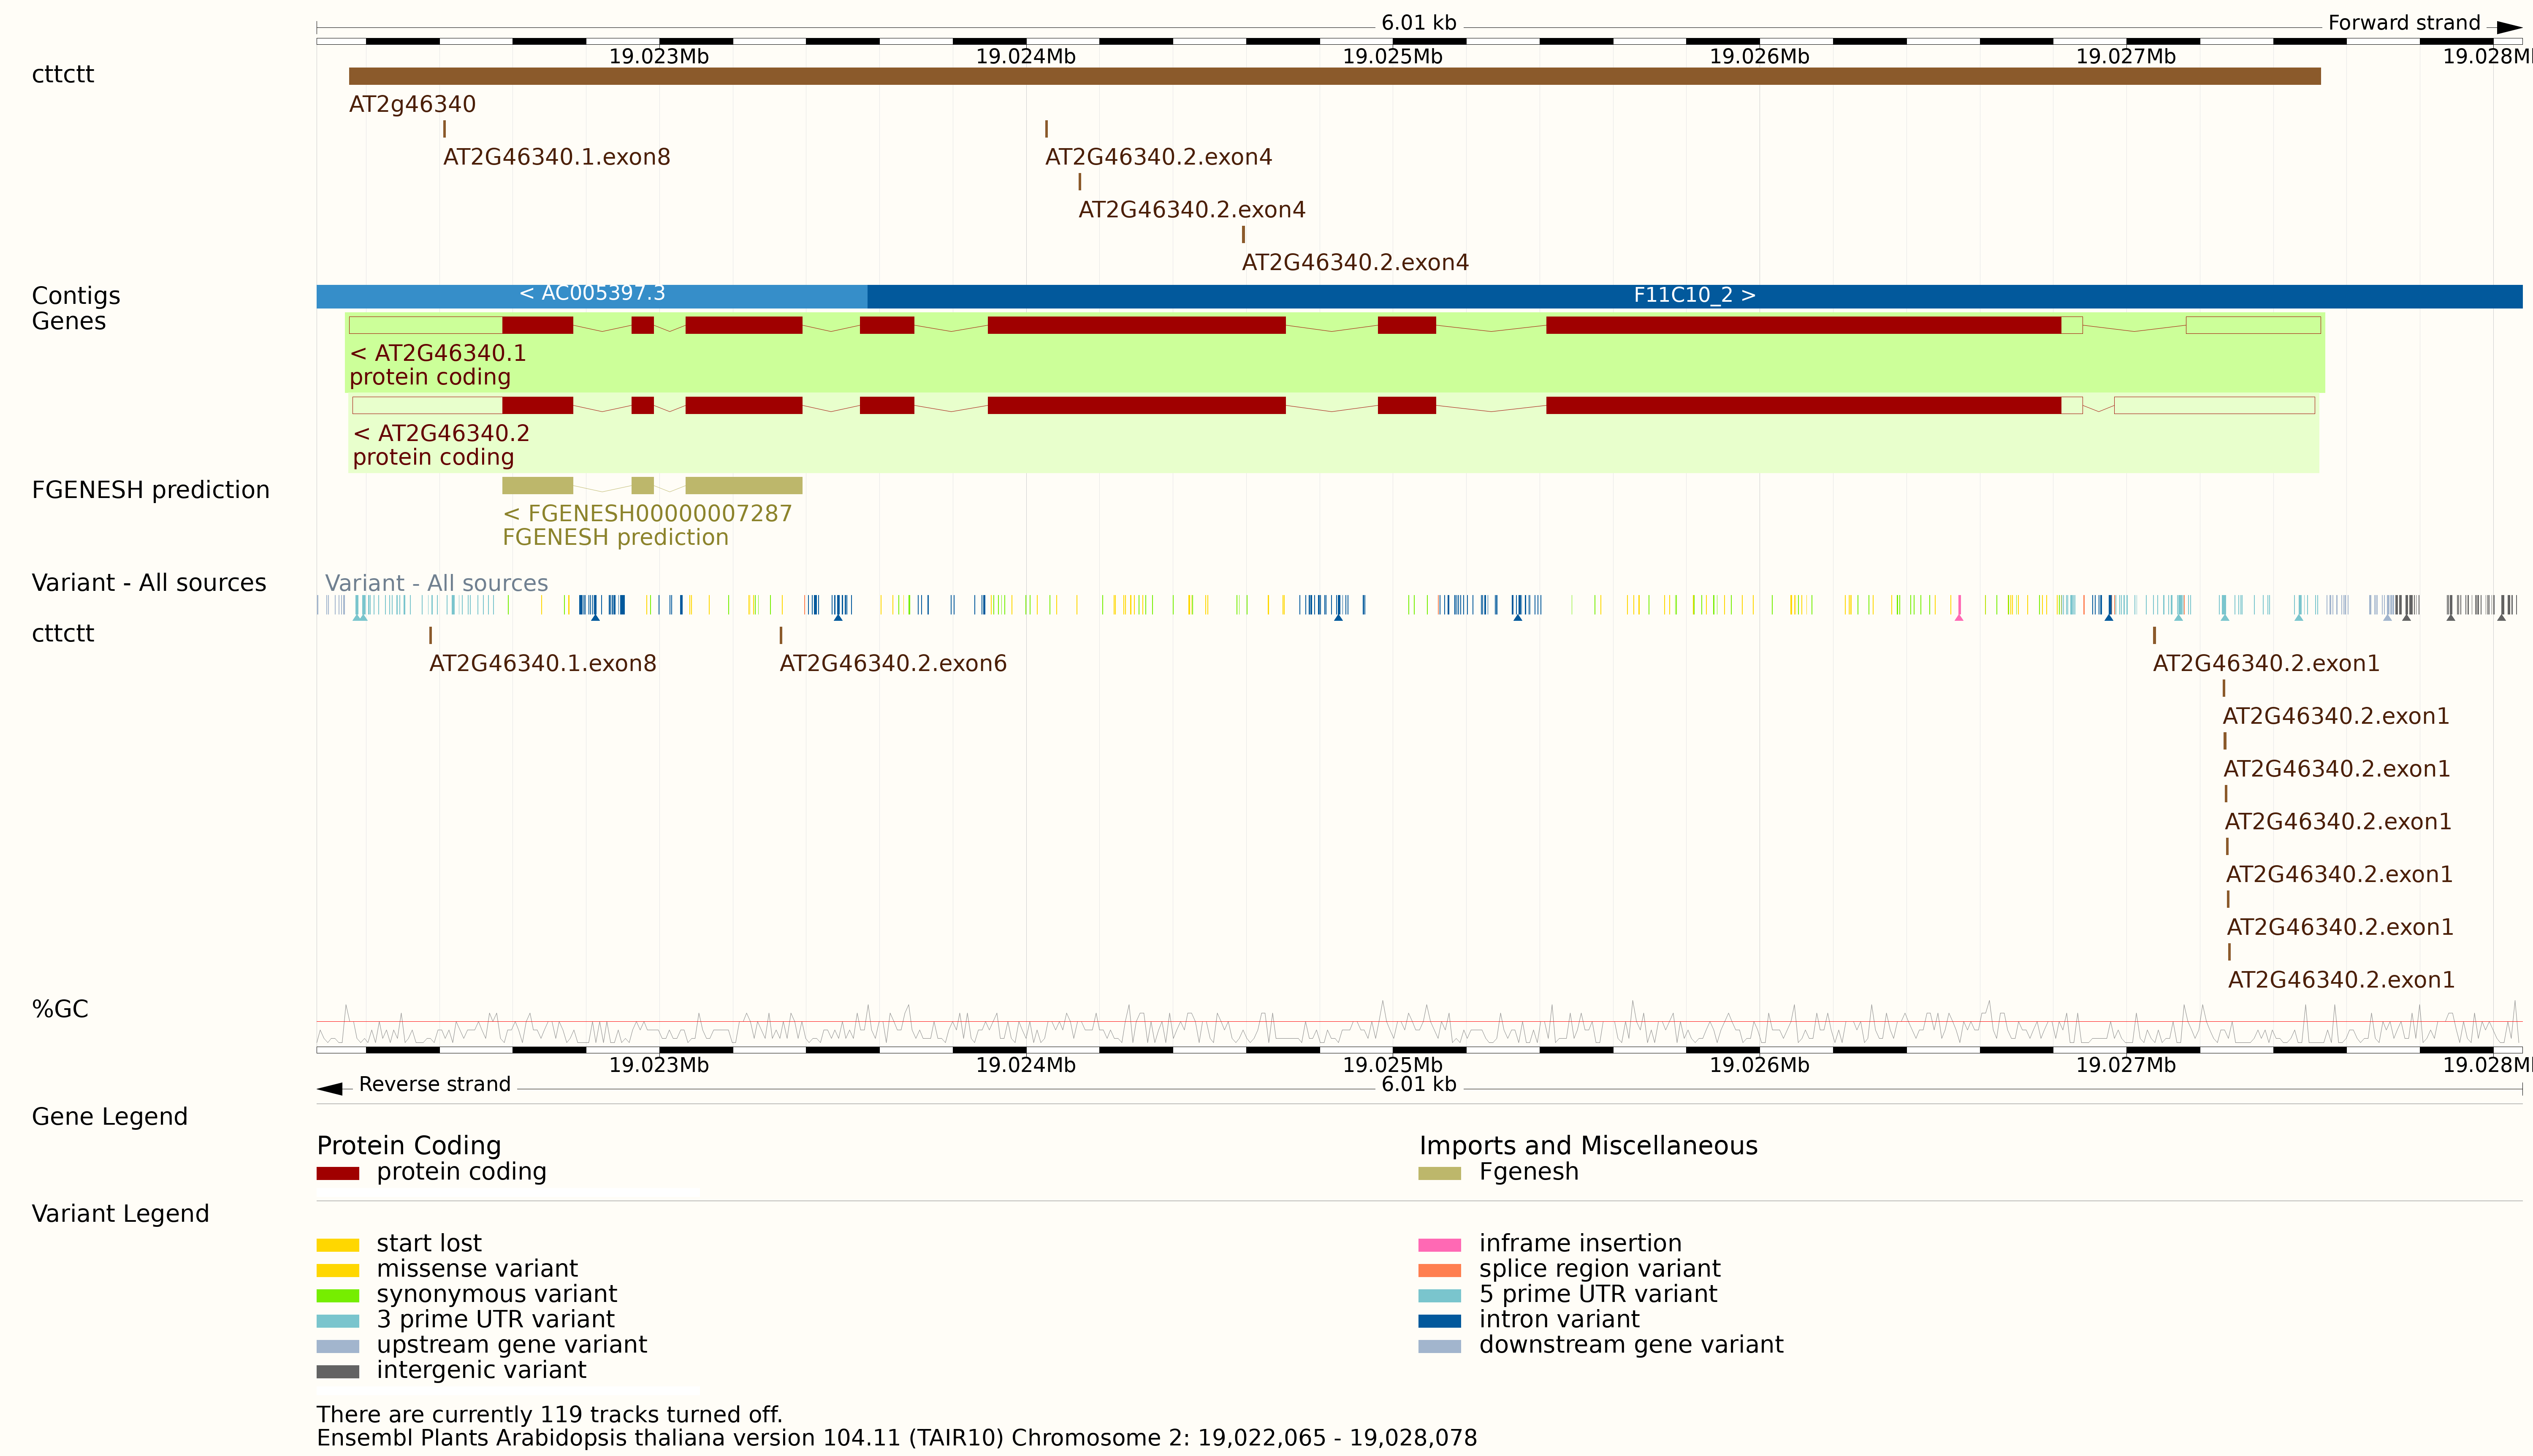 6.01 kb Forward strand
19.023Mb 19.024Mb 19.025Mb 19.026Mb 19.027Mb 19.028M
cttctt
AT2g46340
AT2G46340.1.exon8 AT2G46340.2.exon4
AT2G46340.2.exon4
AT2G46340.2.exon4
Contigs < AC005397.3 F11C10_2 >
Genes
< AT2G46340.1
protein coding
< AT2G46340.2
protein coding
FGENESH prediction
< FGENESH00000007287
FGENESH prediction
Variant - All sources Variant - All sources
cttctt
AT2G46340.1.exon8 AT2G46340.2.exon6 AT2G46340.2.exon1
AT2G46340.2.exon1
AT2G46340.2.exon1
AT2G46340.2.exon1
AT2G46340.2.exon1
AT2G46340.2.exon1
AT2G46340.2.exon1
%GC
19.023Mb 19.024Mb 19.025Mb 19.026Mb 19.027Mb 19.028M
Reverse strand 6.01 kb
Gene Legend
Protein Coding Imports and Miscellaneous
protein coding Fgenesh
Variant Legend
start lost inframe insertion
missense variant splice region variant
synonymous variant 5 prime UTR variant
3 prime UTR variant intron variant
upstream gene variant downstream gene variant
intergenic variant
There are currently 119 tracks turned off.
Ensembl Plants Arabidopsis thaliana version 104.11 (TAIR10) Chromosome 2: 19,022,065 - 19,028,078